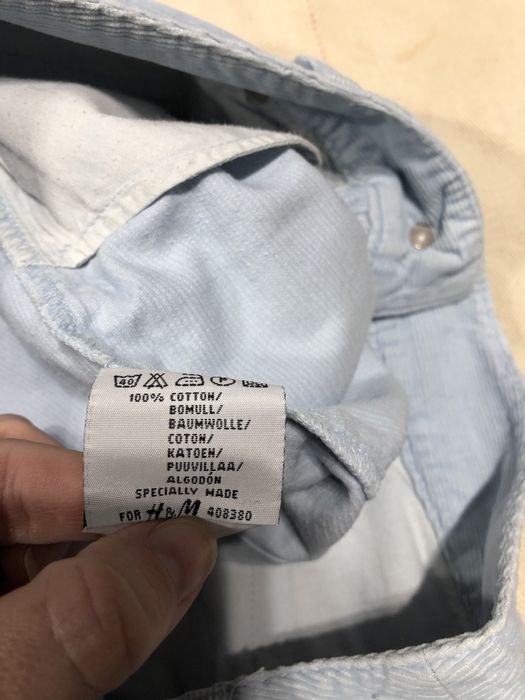 40
100% COTTON/
BOMULL/
BAUMWOLLE/
COTON/
KATOEN/
PUUVILLAA/
ALGODÓN
SPECIALLY MADE
FOR H&M 408380